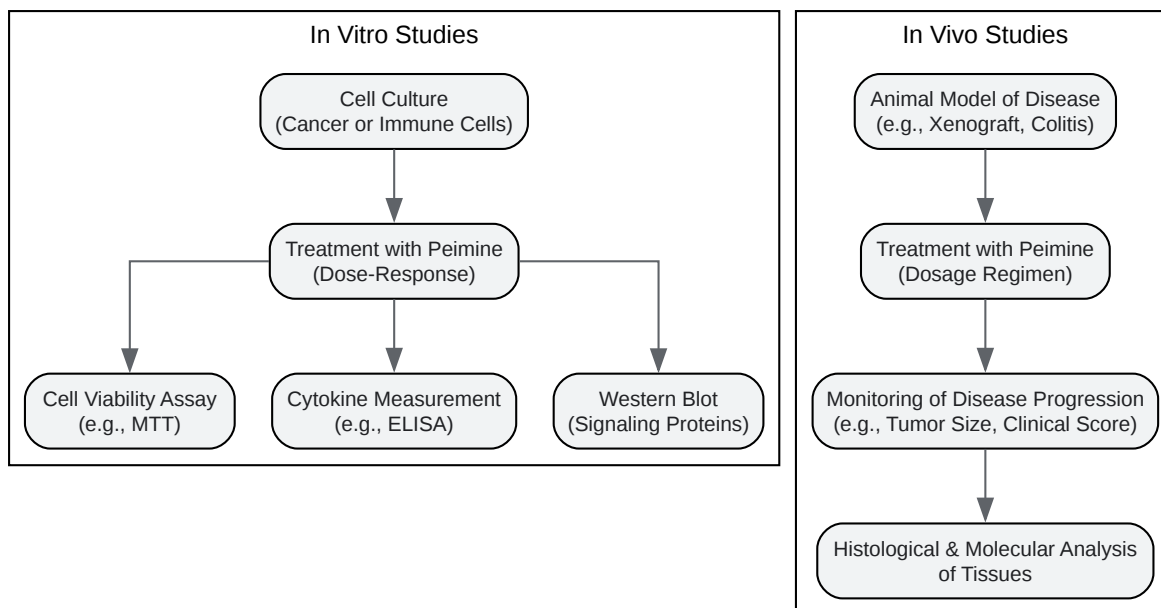 In Vitro Studies
Cell Culture
(Cancer or Immune Cells)
Treatment with Peimine
(Dose-Response)
Cell Viability Assay
(e.g., MTT)
Cytokine Measurement
(e.g., ELISA)
Western Blot
(Signaling Proteins)
In Vivo Studies
Animal Model of Disease
(e.g., Xenograft, Colitis)
Treatment with Peimine
(Dosage Regimen)
Monitoring of Disease Progression
(e.g., Tumor Size, Clinical Score)
Histological & Molecular Analysis
of Tissues